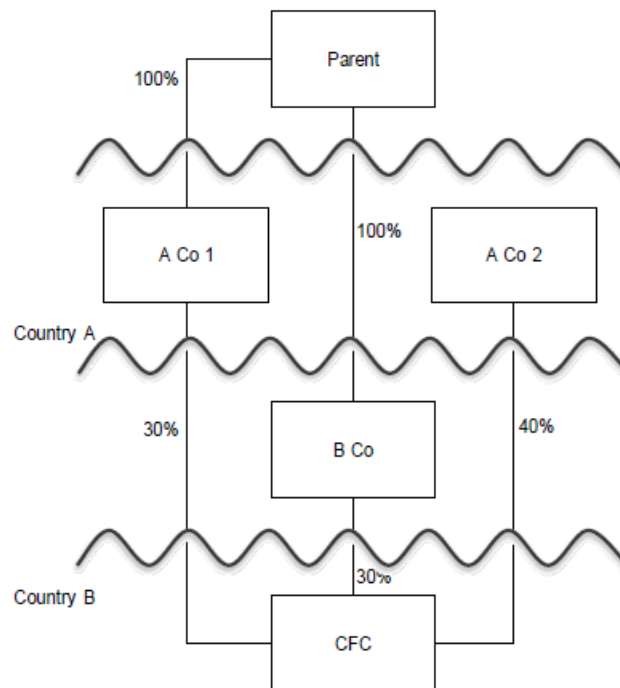 Parent
100%
A Co 1
100%
A Co 2
Country A
30%
B Co
40%
Country B
30%
CFC